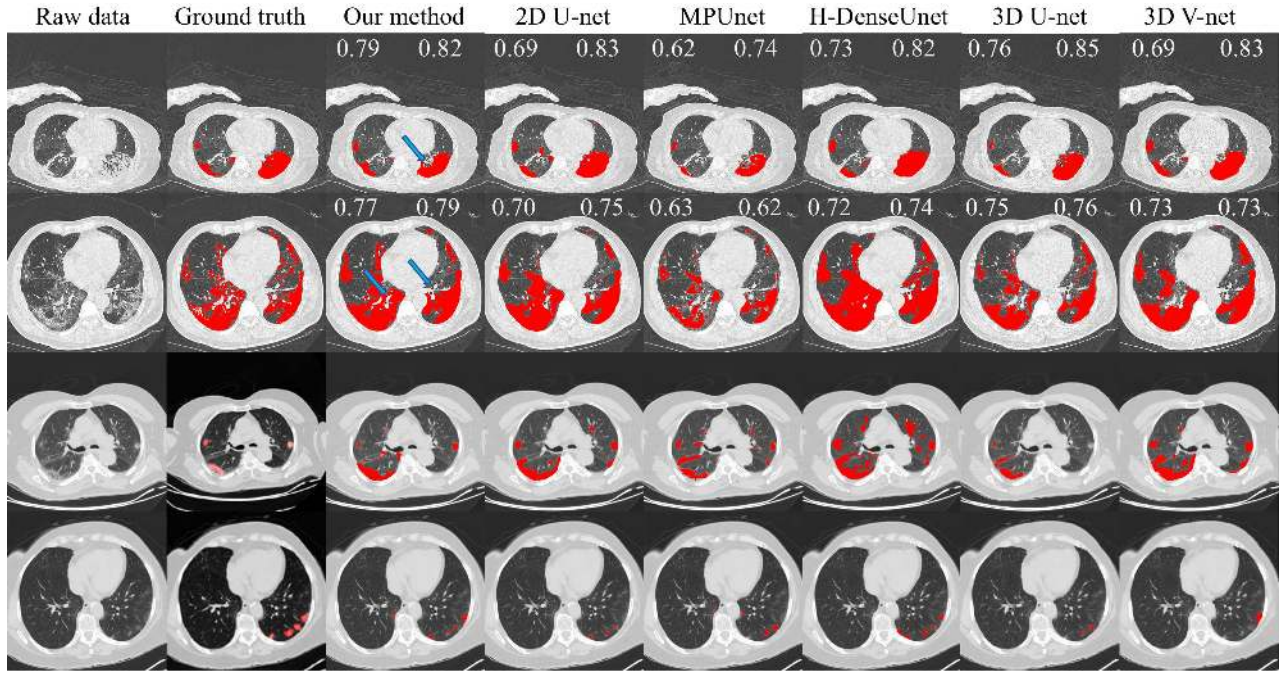 Raw data Ground truth Our method 2D U-net MPUnet H-DenseUnet 3D U-net 3D V-net
0.79 0.82 0.69 0.83 0.62 0.74 0.73 0.82 0.76 0.85 0.69 0.83
0.77 0.79 0.70 0.75 0.63 0.62 0.72 0.74 0.75 0.76 0.73 0.73